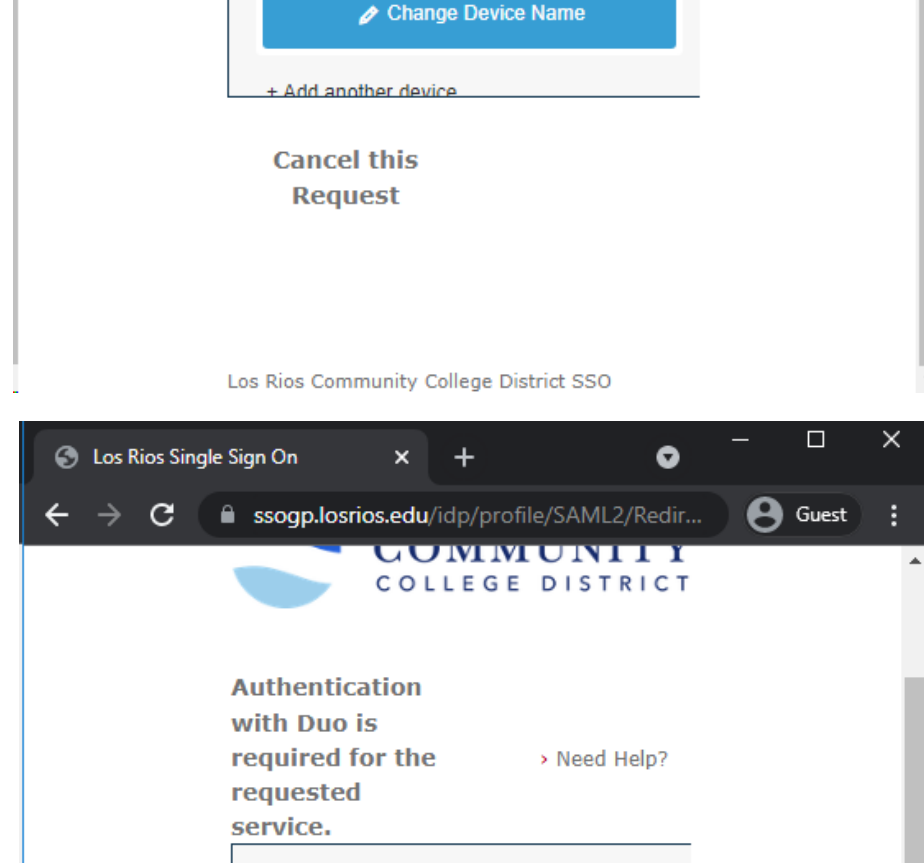 Change Device Name
+ Add another device
Cancel this
Request
Los Rios Community College District SSO
Los Rios Single Sign On
ssogp.losrios.edu/idp/profile/SAML2/Redir...
Guest
COMMUNITY
COLLEGE DISTRICT
Authentication
with Duo is
required for the
requested
service.
› Need Help?